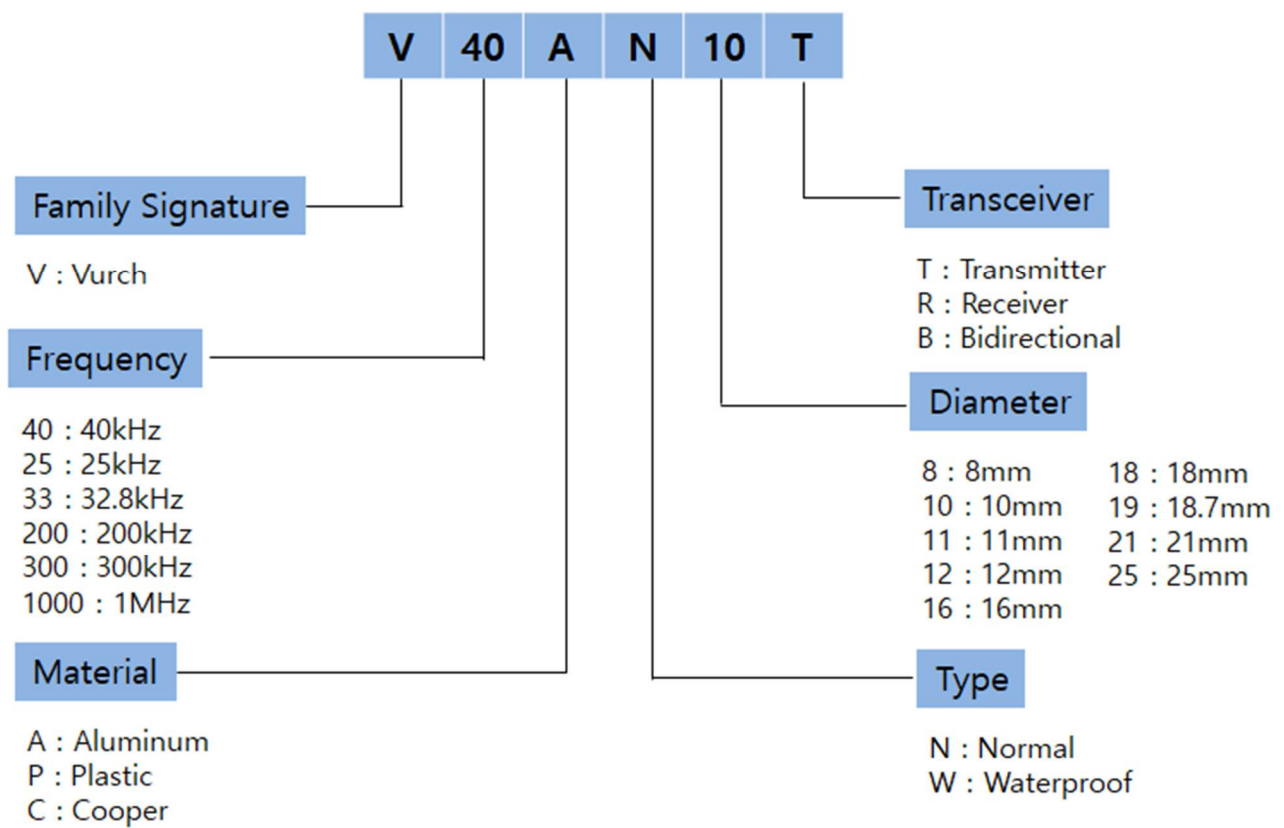 V 40 A N 10 T
Family Signature
V : Vurch
Frequency
40 : 40kHz
25 : 25kHz
33 : 32.8kHz
200 : 200kHz
300 : 300kHz
1000 : 1MHz
Material
A : Aluminum
P : Plastic
C : Cooper
Transceiver
T : Transmitter
R : Receiver
B : Bidirectional
Diameter
8 : 8mm
10 : 10mm
11 : 11mm
12 : 12mm
16 : 16mm
18 : 18mm
19 : 18.7mm
21 : 21mm
25 : 25mm
Type
N : Normal
W : Waterproof